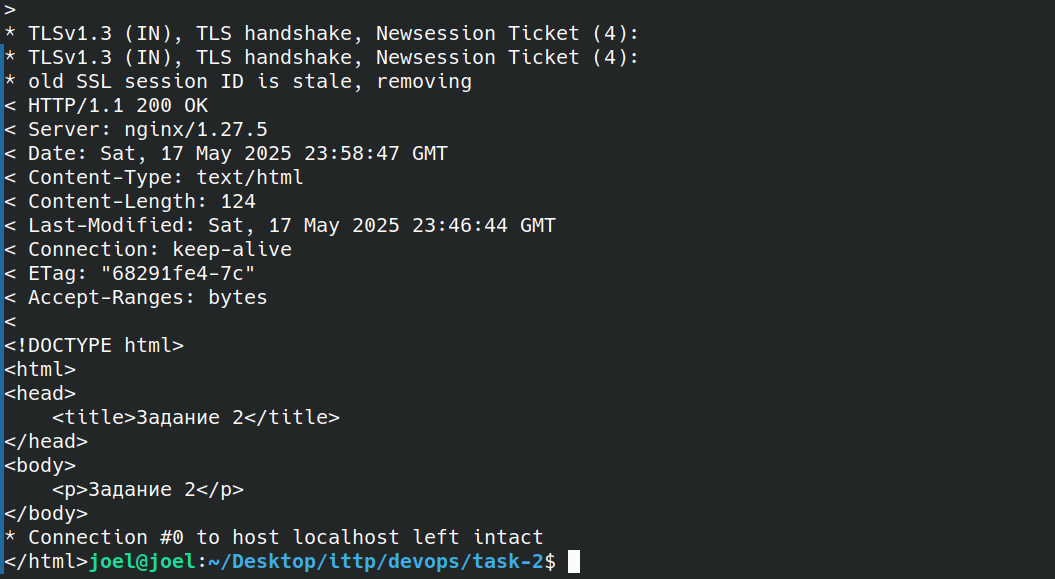 >
* TLSv1.3 (IN), TLS handshake, Newsession Ticket (4):
* TLSv1.3 (IN), TLS handshake, Newsession Ticket (4):
* old SSL session ID is stale, removing
< HTTP/1.1 200 OK
< Server: nginx/1.27.5
< Date: Sat, 17 May 2025 23:58:47 GMT
< Content-Type: text/html
< Content-Length: 124
< Last-Modified: Sat, 17 May 2025 23:46:44 GMT
< Connection: keep-alive
< ETag: "68291fe4-7c"
< Accept-Ranges: bytes
<
<!DOCTYPE html>
<html>
<head>
    <title>Задание 2</title>
</head>
<body>
    <p>Задание 2</p>
</body>
* Connection #0 to host localhost left intact
</html>joel@joel:~/Desktop/ittp/devops/task-2$